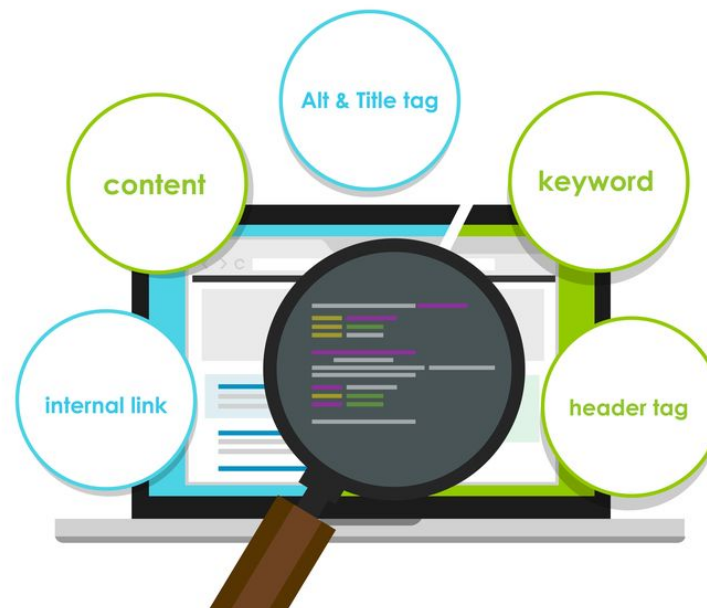 Alt & Title tag
content
keyword
internal link
header tag